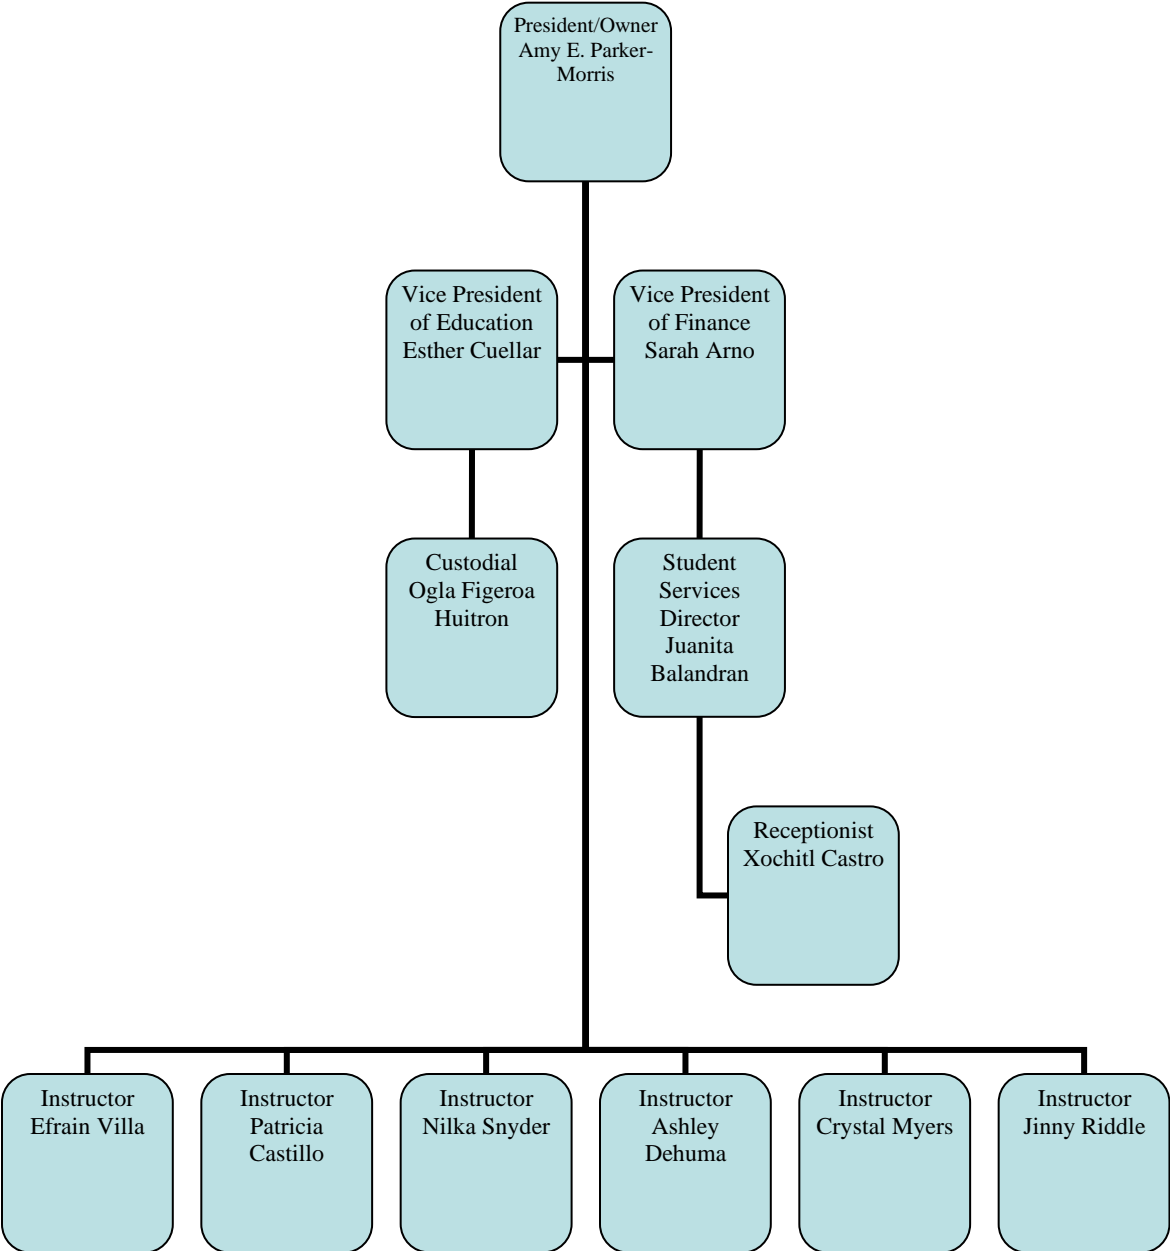 President/Owner
Amy E. Parker-
Morris
Vice President
of Education
Esther Cuellar
Vice President
of Finance
Sarah Arno
Custodial
Ogla Figeroa
Huitron
Student
Services
Director
Juanita
Balandran
Receptionist
Xochitl Castro
Instructor
Efrain Villa
Instructor
Patricia
Castillo
Instructor
Nilka Snyder
Instructor
Ashley
Dehuma
Instructor
Crystal Myers
Instructor
Jinny Riddle